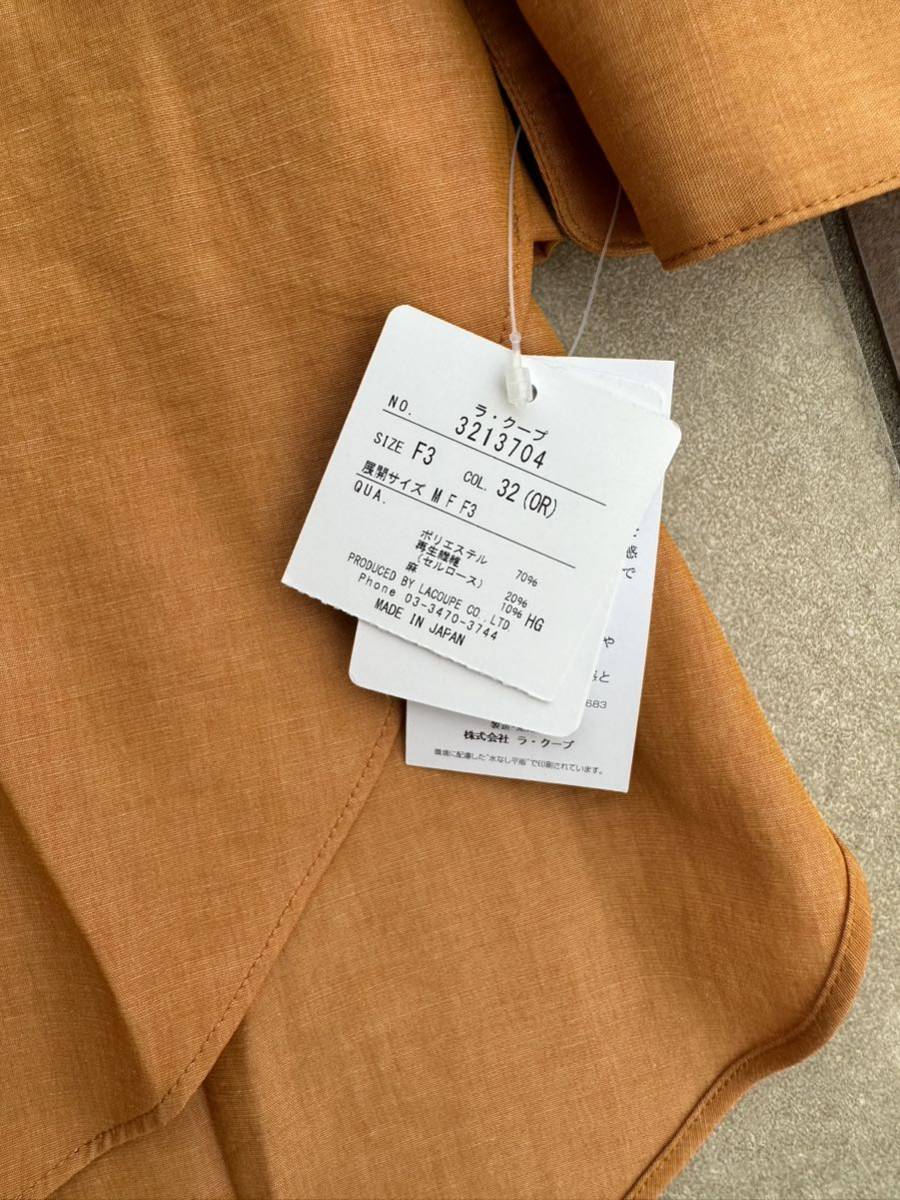 ラ・クープ
NO. 3213704
SIZE F3 COL. 32(OR)
展開サイズ M F F3
QUA.
ポリエステル 70%
再生繊維
(セルロース) 20%
麻 10% HG
PRODUCED BY LACOUPE CO.,LTD.
Phone 03-3470-3744
MADE IN JAPAN
感
で
や
と
683
株式会社 ラ・クープ
環境に配慮した"水なし平版"で印刷されています。